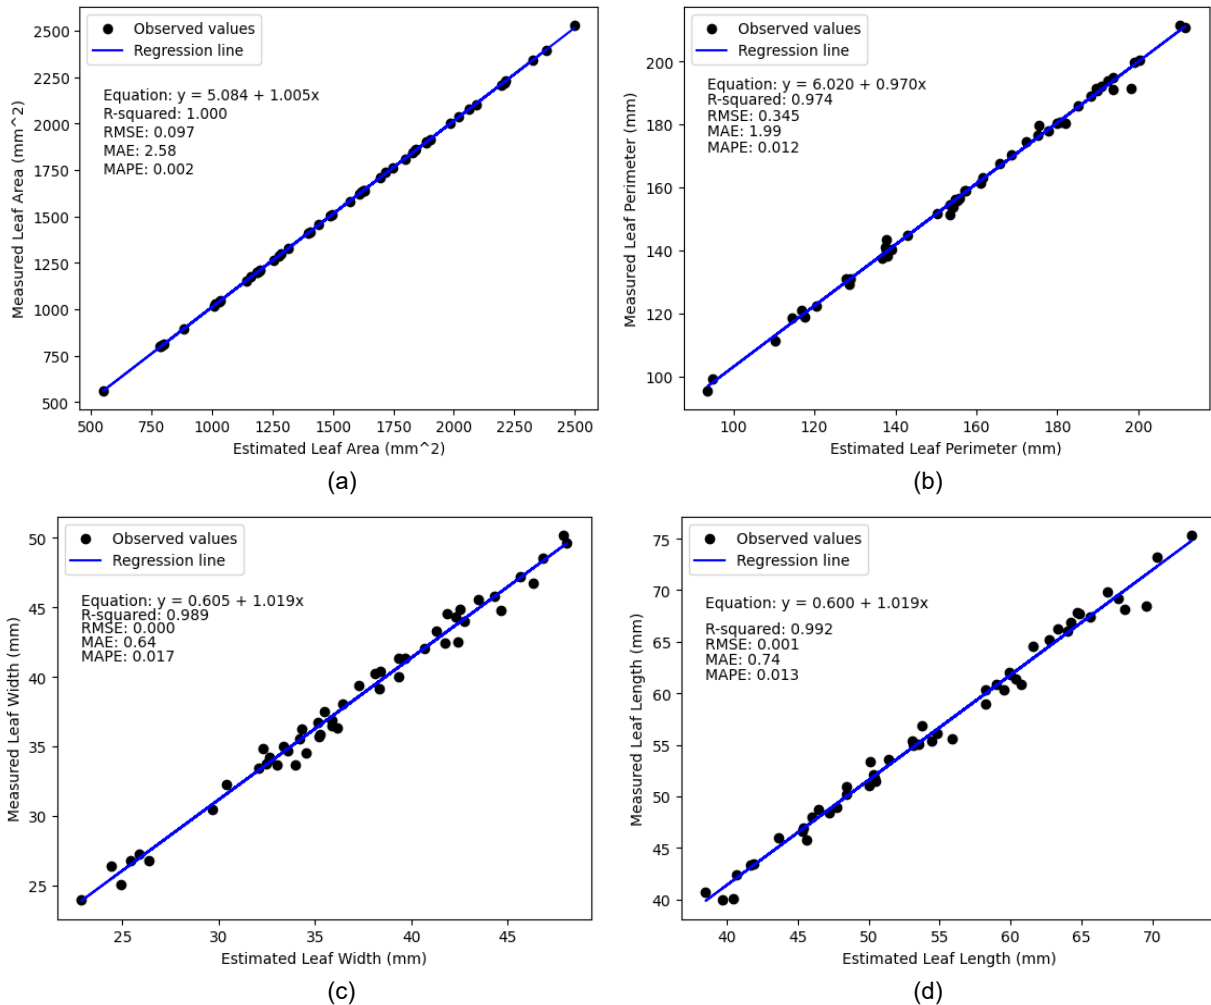 Observed values
Regression line
Equation: y = 5.084 + 1.005x
R-squared: 1.000
RMSE: 0.097
MAE: 2.58
MAPE: 0.002
2500
2250
2000
1750
1500
1250
1000
750
500
Measured Leaf Area (mm^2)
500 750 1000 1250 1500 1750 2000 2250 2500
Estimated Leaf Area (mm^2)
(a)
Observed values
Regression line
Equation: y = 6.020 + 0.970x
R-squared: 0.974
RMSE: 0.345
MAE: 1.99
MAPE: 0.012
200
180
160
140
120
100
Measured Leaf Perimeter (mm)
100 120 140 160 180 200
Estimated Leaf Perimeter (mm)
(b)
Observed values
Regression line
Equation: y = 0.605 + 1.019x
R-squared: 0.989
RMSE: 0.000
MAE: 0.64
MAPE: 0.017
50
45
40
35
30
25
Measured Leaf Width (mm)
25 30 35 40 45
Estimated Leaf Width (mm)
(c)
Observed values
Regression line
Equation: y = 0.600 + 1.019x
R-squared: 0.992
RMSE: 0.001
MAE: 0.74
MAPE: 0.013
75
70
65
60
55
50
45
40
Measured Leaf Length (mm)
40 45 50 55 60 65 70
Estimated Leaf Length (mm)
(d)